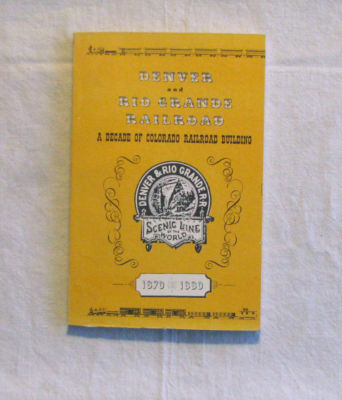 DENVER
and
RIO GRANDE
RAILROAD
A DECADE OF COLORADO RAILROAD BUILDING
DENVER & RIO GRANDE R.R
SCENIC LINE
OF THE
WORLD
1870 1880